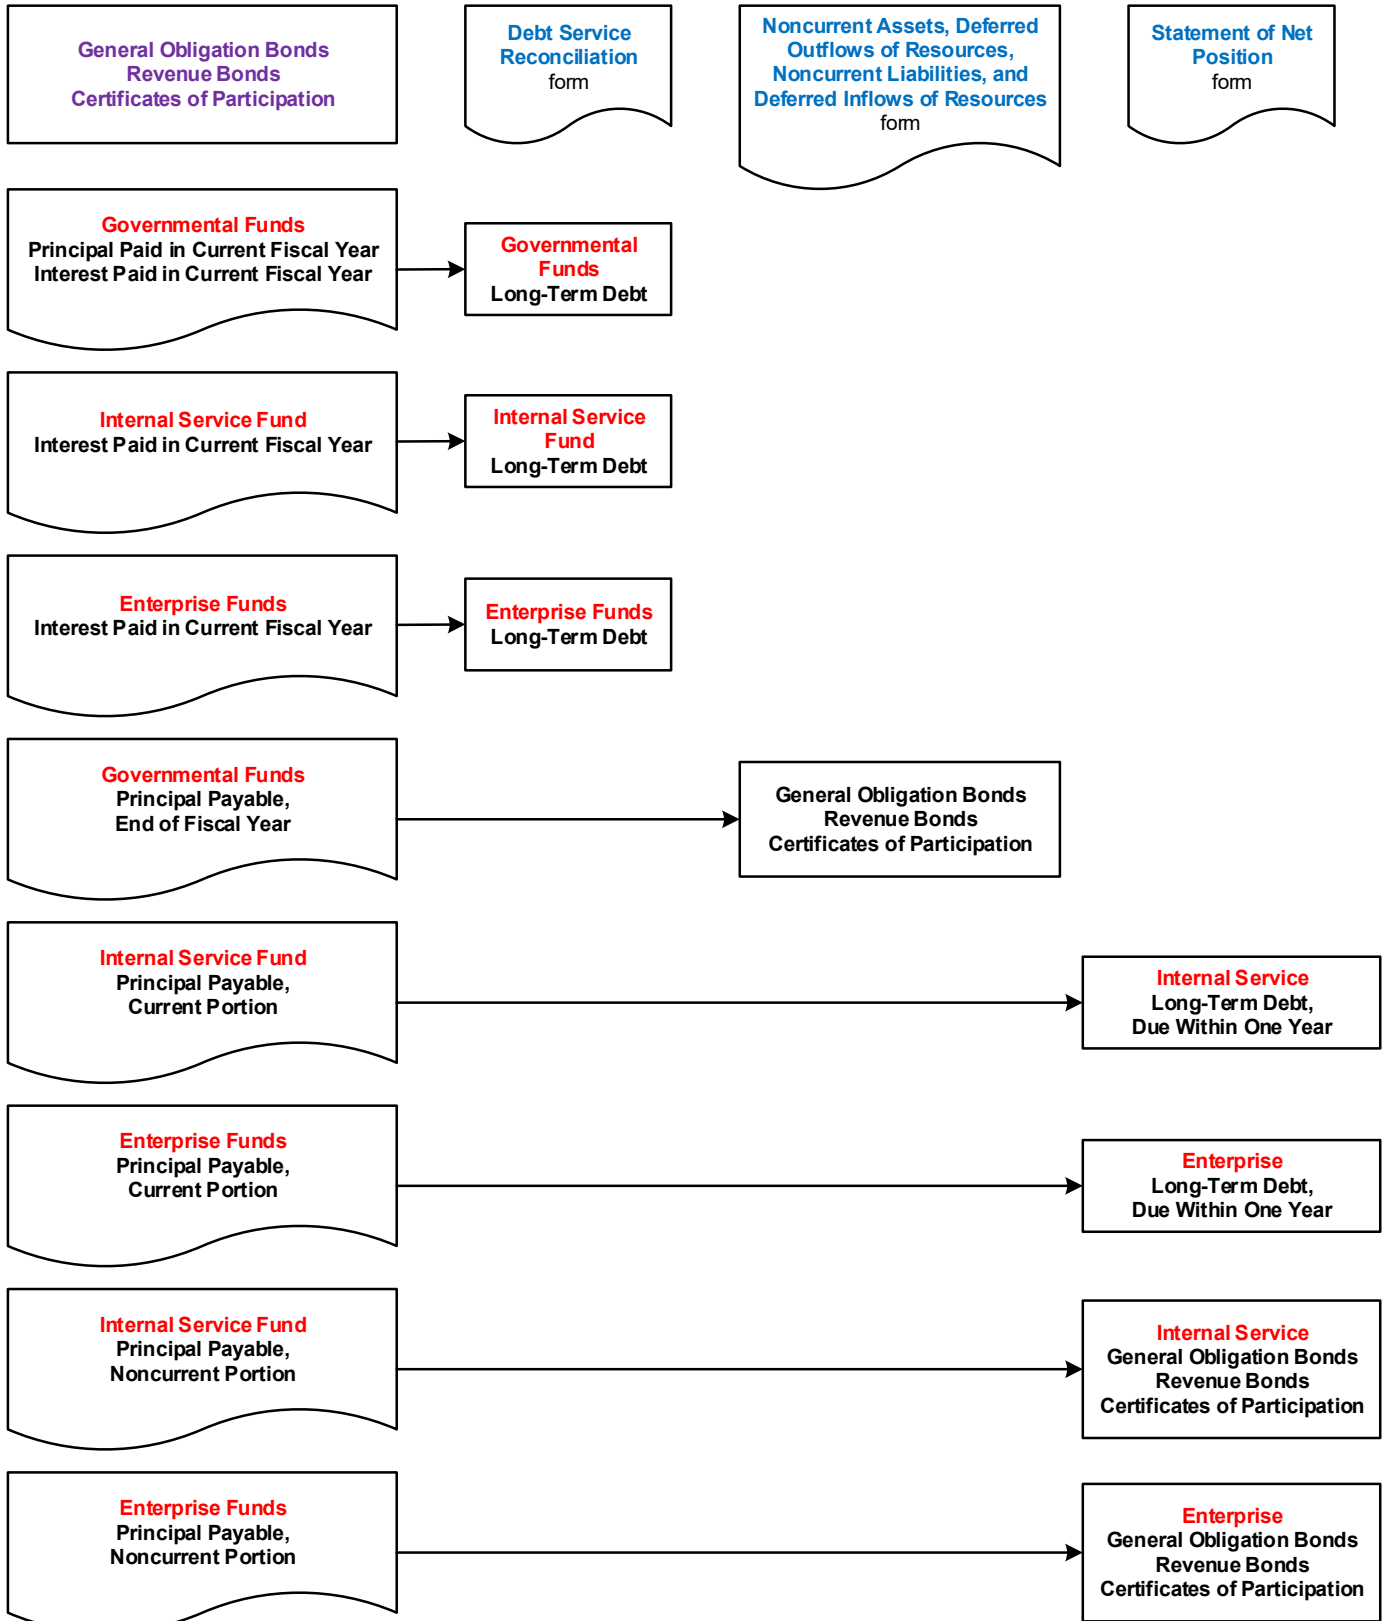 General Obligation Bonds
Revenue Bonds
Certificates of Participation
Debt Service
Reconciliation
form
Noncurrent Assets, Deferred
Outflows of Resources,
Noncurrent Liabilities, and
Deferred Inflows of Resources
form
Statement of Net
Position
form
Governmental Funds
Principal Paid in Current Fiscal Year
Interest Paid in Current Fiscal Year
Governmental
Funds
Long-Term Debt
Internal Service Fund
Interest Paid in Current Fiscal Year
Internal Service
Fund
Long-Term Debt
Enterprise Funds
Interest Paid in Current Fiscal Year
Enterprise Funds
Long-Term Debt
Governmental Funds
Principal Payable,
End of Fiscal Year
General Obligation Bonds
Revenue Bonds
Certificates of Participation
Internal Service Fund
Principal Payable,
Current Portion
Internal Service
Long-Term Debt,
Due Within One Year
Enterprise Funds
Principal Payable,
Current Portion
Enterprise
Long-Term Debt,
Due Within One Year
Internal Service Fund
Principal Payable,
Noncurrent Portion
Internal Service
General Obligation Bonds
Revenue Bonds
Certificates of Participation
Enterprise Funds
Principal Payable,
Noncurrent Portion
Enterprise
General Obligation Bonds
Revenue Bonds
Certificates of Participation